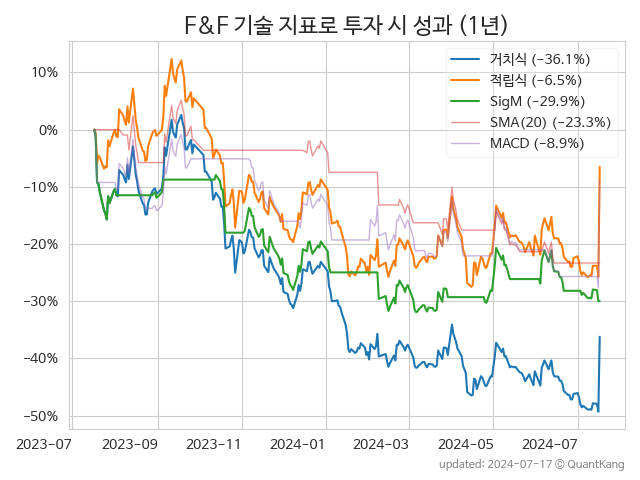 F&F 기술 지표로 투자 시 성과 (1년)
거치식 (−36.1%)
적립식 (−6.5%)
SigM (−29.9%)
SMA(20) (−23.3%)
MACD (−8.9%)
10%
0%
−10%
−20%
−30%
−40%
−50%
2023-07 2023-09 2023-11 2024-01 2024-03 2024-05 2024-07
updated: 2024-07-17 © QuantKang